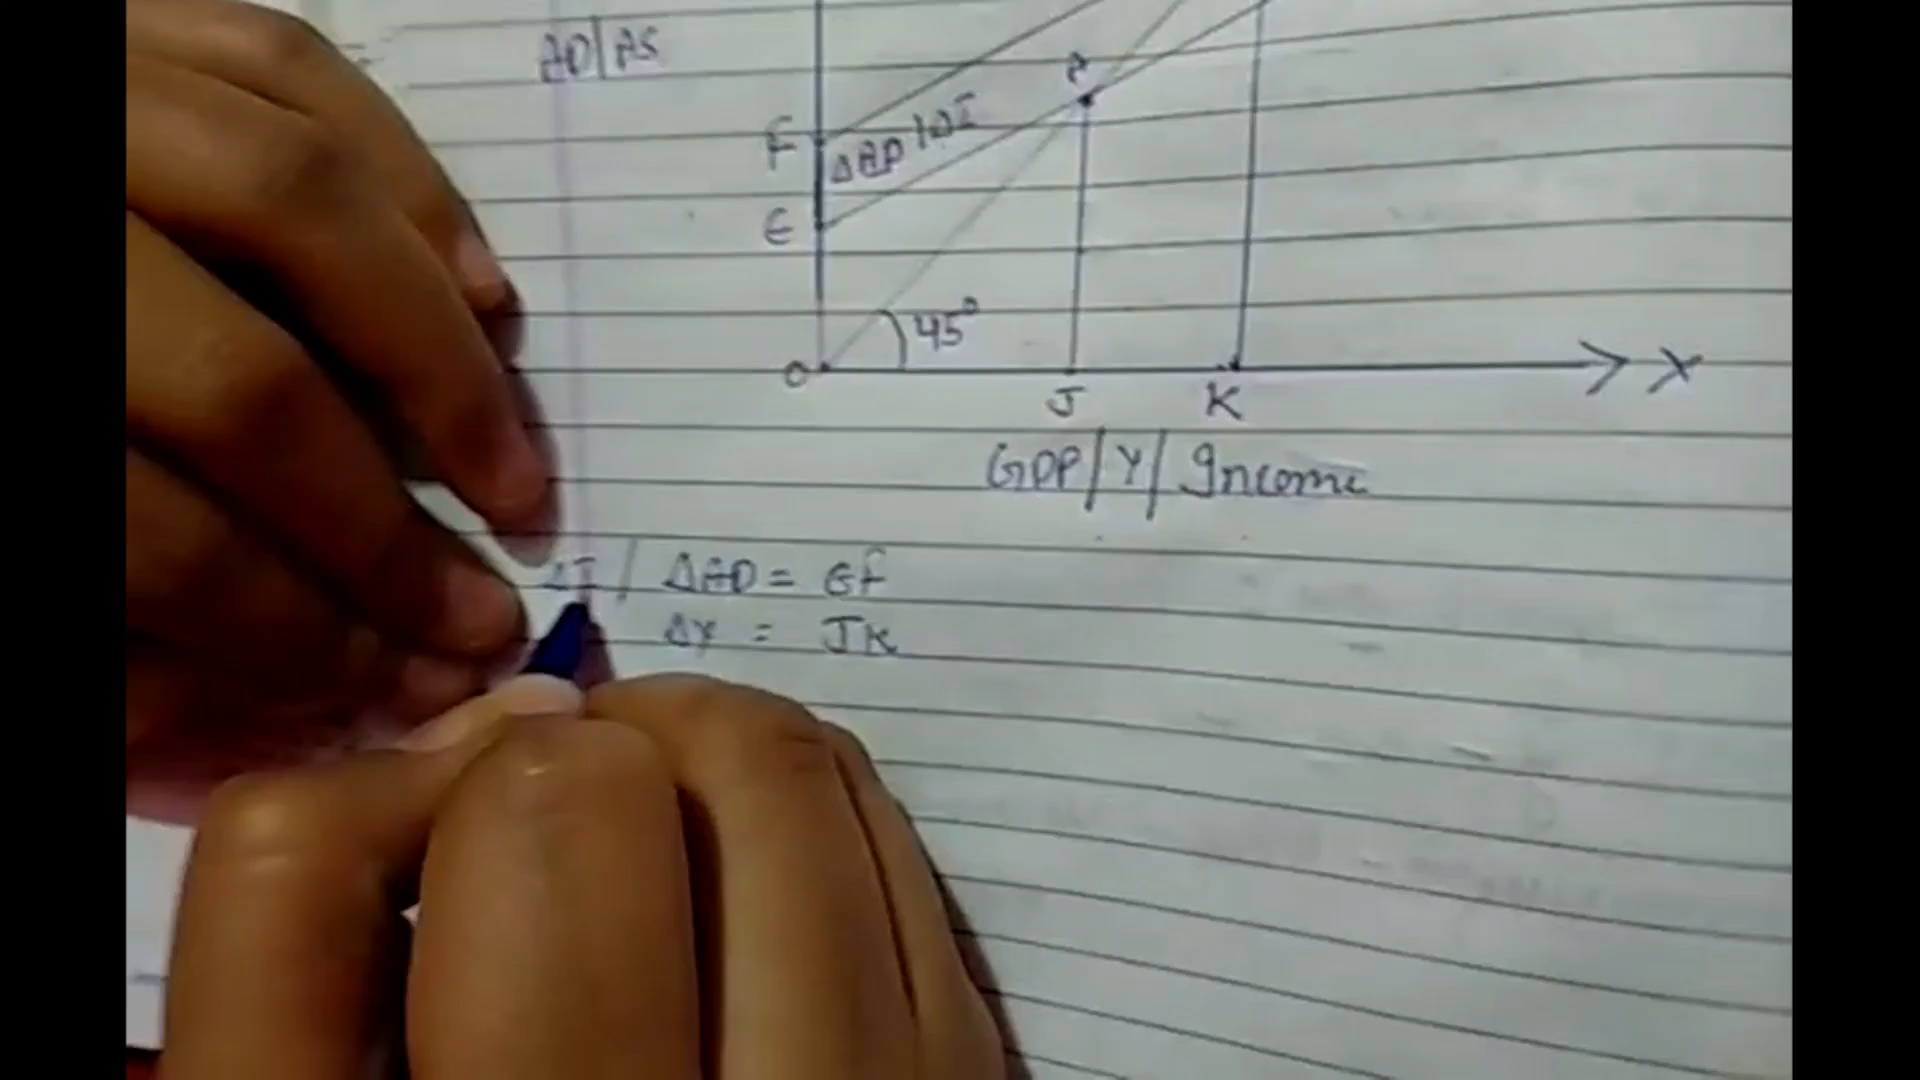 AD/AS
A
F
ΔAD/ΔI
E
45°
O
X
J K
GDP/Y/Income
ΔI/ ΔAD = EF
ΔY = JK